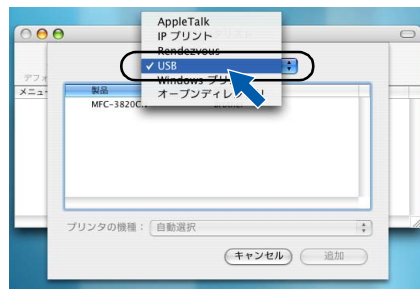 AppleTalk
IP プリント
Rendezvous
✓ USB
Windows プリ
オープンディレ
デフォ
メニュー
製品
MFC-3820CN
プリンタの機種： 自動選択
キャンセル
追加